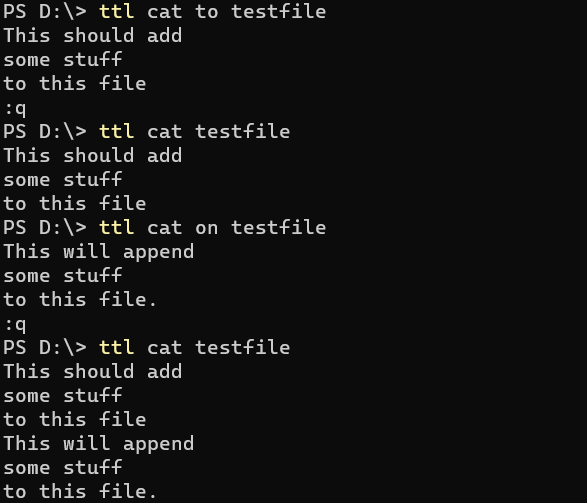 PS D:\> ttl cat to testfile
This should add
some stuff
to this file
:q
PS D:\> ttl cat testfile
This should add
some stuff
to this file
PS D:\> ttl cat on testfile
This will append
some stuff
to this file.
:q
PS D:\> ttl cat testfile
This should add
some stuff
to this file
This will append
some stuff
to this file.